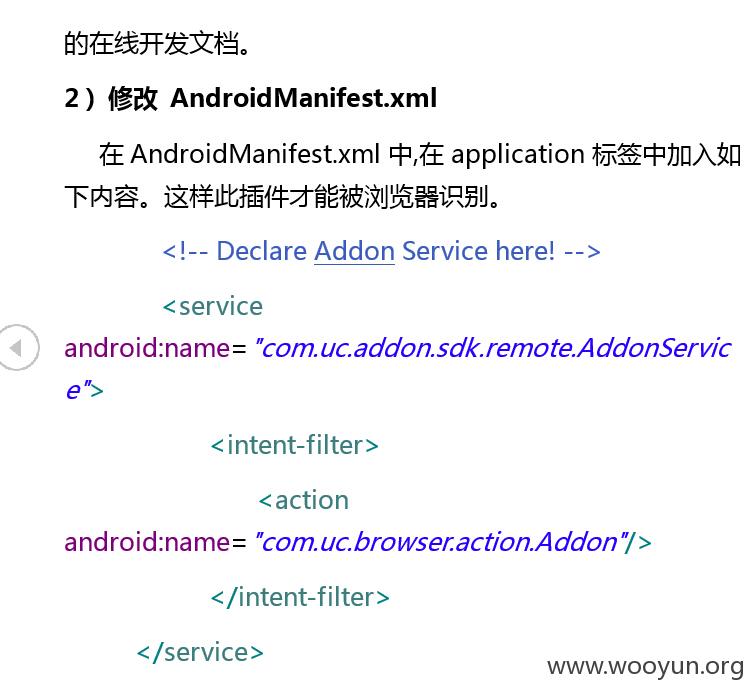 的在线开发文档。
2）修改 AndroidManifest.xml
在 AndroidManifest.xml 中,在 application 标签中加入如
下内容。这样此插件才能被浏览器识别。
<!-- Declare Addon Service here! -->
<service
android:name="com.uc.addon.sdk.remote.AddonServic
e">
<intent-filter>
<action
android:name="com.uc.browser.action.Addon"/>
</intent-filter>
</service>
www.wooyun.org